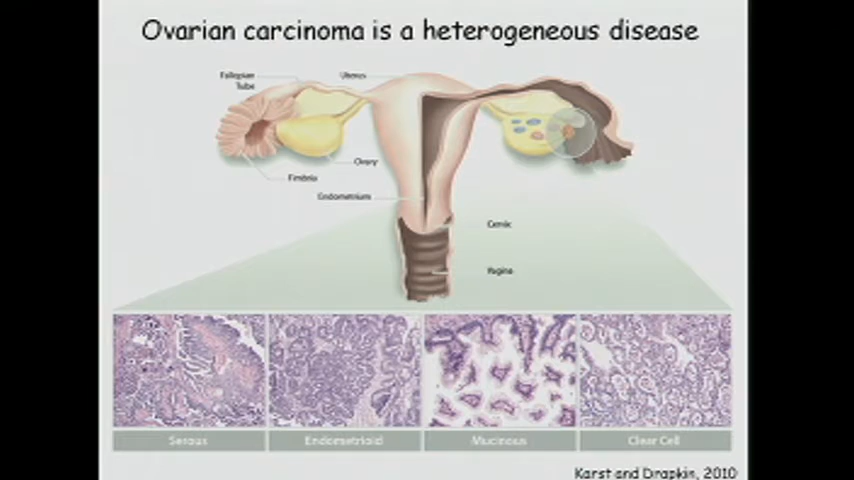 Ovarian carcinoma is a heterogeneous disease
Fallopian
Tube
Uterus
Ovary
Fimbria
Endometrium
Cervix
Vagina
Serous
Endometrioid
Mucinous
Clear Cell
Karst and Drapkin, 2010